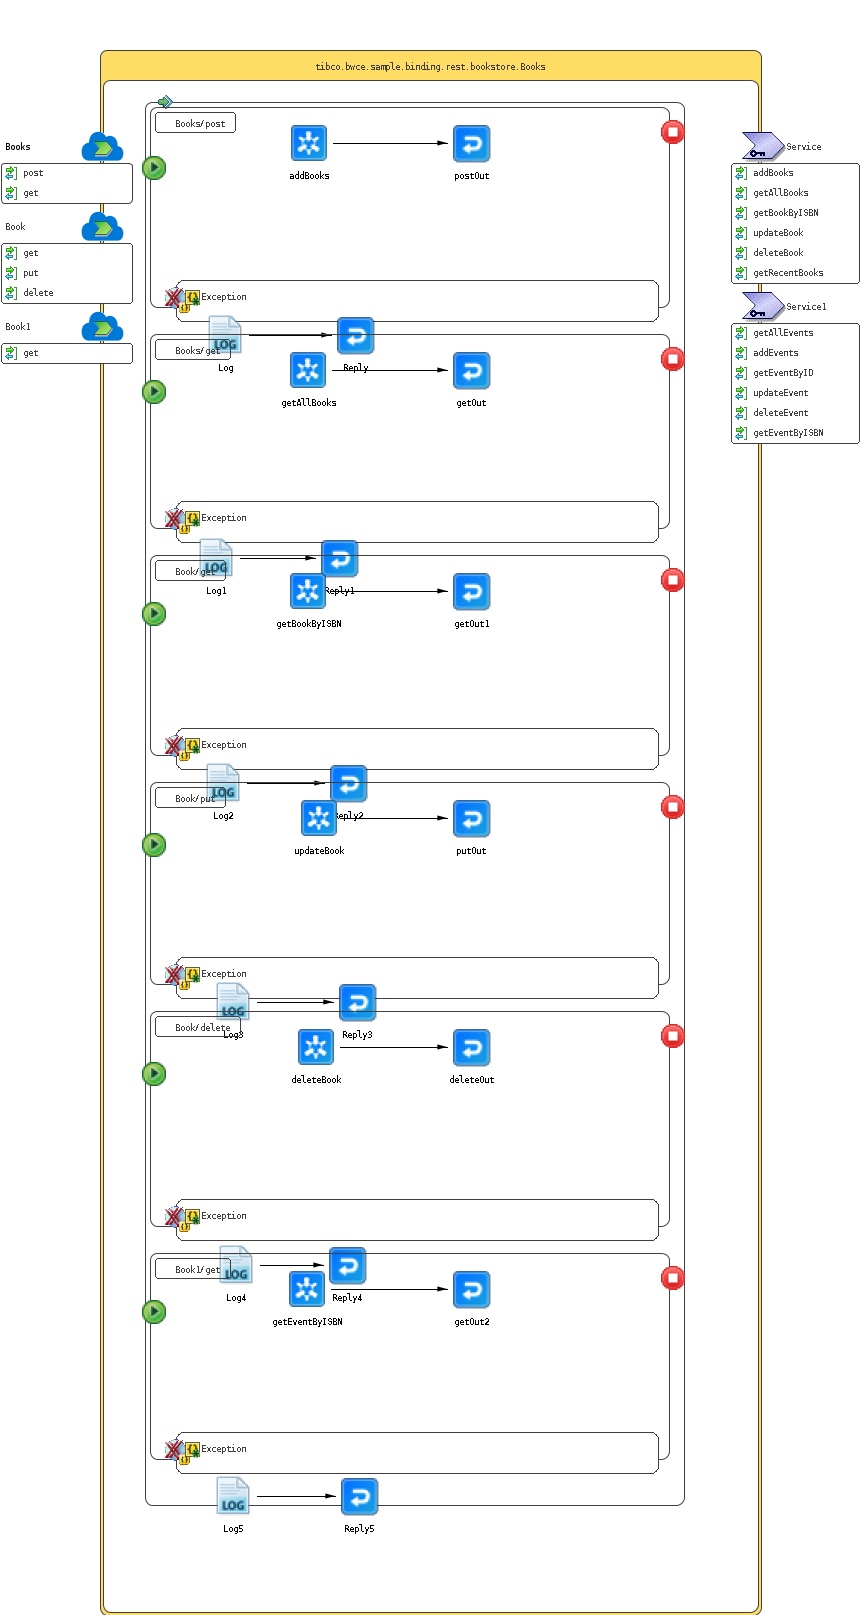 tibco.bwce.sample.binding.rest.bookstore.Books
Books
post
get
Book
get
put
delete
Book1
get
Service
addBooks
getAllBooks
getBookByISBN
updateBook
deleteBook
getRecentBooks
Service1
getAllEvents
addEvents
getEventByID
updateEvent
deleteEvent
getEventByISBN
Books/post
addBooks
postOut
Exception
LOG
Log
Reply
Books/get
getAllBooks
getOut
Exception
LOG
Log1
Reply1
Book/get
getBookByISBN
getOut1
Exception
LOG
Log2
Reply2
Book/put
updateBook
putOut
Exception
LOG
Log3
Reply3
Book/delete
deleteBook
deleteOut
Exception
LOG
Log4
Reply4
Book1/get
getEventByISBN
getOut2
Exception
LOG
Log5
Reply5